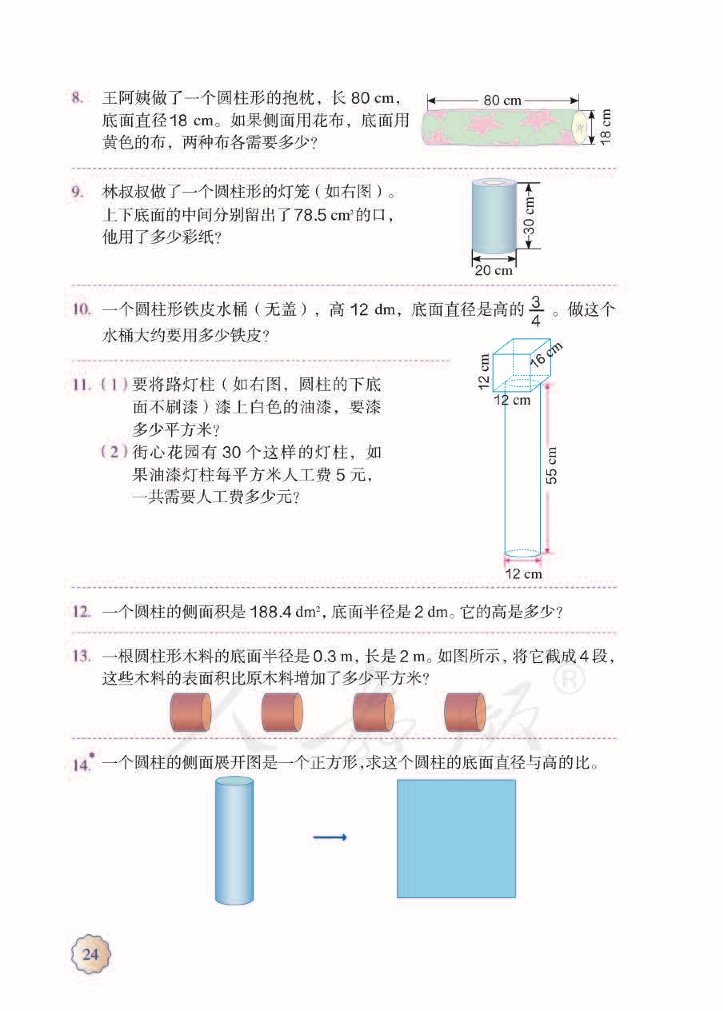 8. 王阿姨做了一个圆柱形的抱枕，长 80 cm，
底面直径18 cm。如果侧面用花布，底面用
黄色的布，两种布各需要多少？
80 cm
18 cm
9. 林叔叔做了一个圆柱形的灯笼（如右图）。
上下底面的中间分别留出了78.5 cm²的口，
他用了多少彩纸？
30 cm
20 cm
10. 一个圆柱形铁皮水桶（无盖），高 12 dm，底面直径是高的 3/4 。做这个
水桶大约要用多少铁皮？
11.（1）要将路灯柱（如右图，圆柱的下底
面不刷漆）漆上白色的油漆，要漆
多少平方米？
（2）街心花园有 30 个这样的灯柱，如
果油漆灯柱每平方米人工费 5 元，
一共需要人工费多少元？
12 cm
16 cm
12 cm
55 cm
12 cm
12. 一个圆柱的侧面积是 188.4 dm²，底面半径是 2 dm。它的高是多少？
13. 一根圆柱形木料的底面半径是 0.3 m，长是 2 m。如图所示，将它截成 4 段，
这些木料的表面积比原木料增加了多少平方米？
人教版®
14.* 一个圆柱的侧面展开图是一个正方形，求这个圆柱的底面直径与高的比。
24